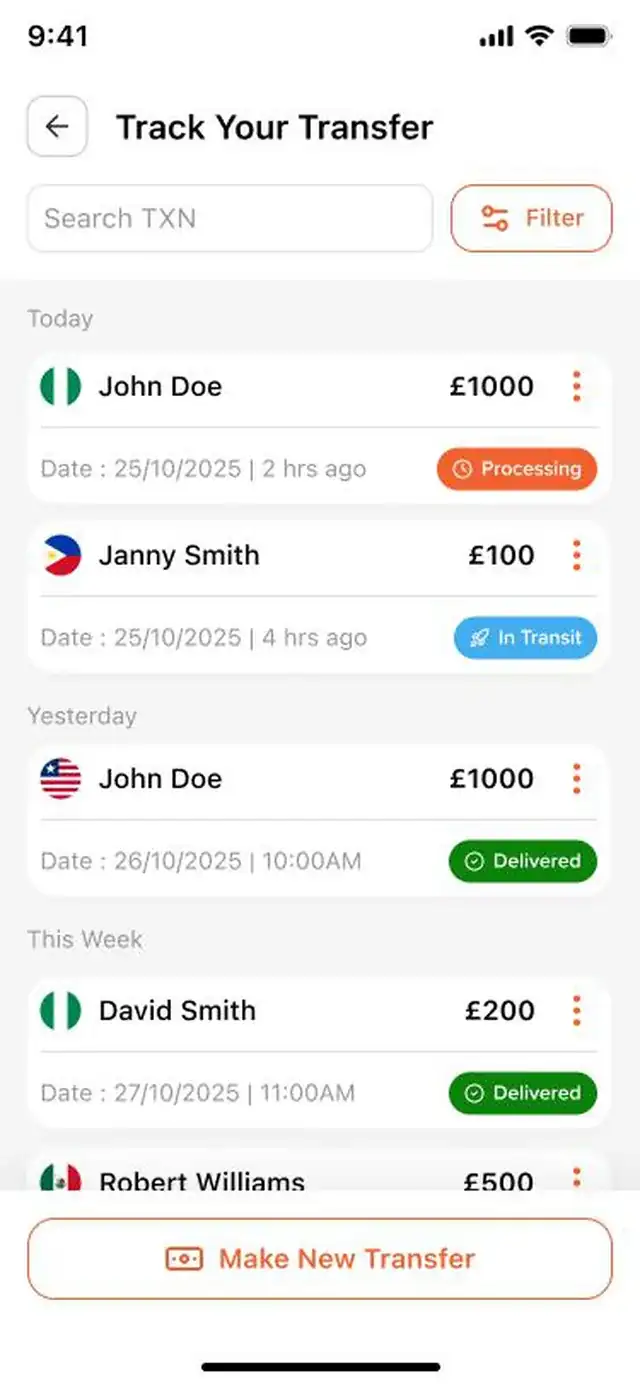 9:41
Track Your Transfer
Search TXN
Filter
Today
John Doe £1000
Date : 25/10/2025 | 2 hrs ago Processing
Janny Smith £100
Date : 25/10/2025 | 4 hrs ago In Transit
Yesterday
John Doe £1000
Date : 26/10/2025 | 10:00AM Delivered
This Week
David Smith £200
Date : 27/10/2025 | 11:00AM Delivered
Robert Williams £500
Make New Transfer